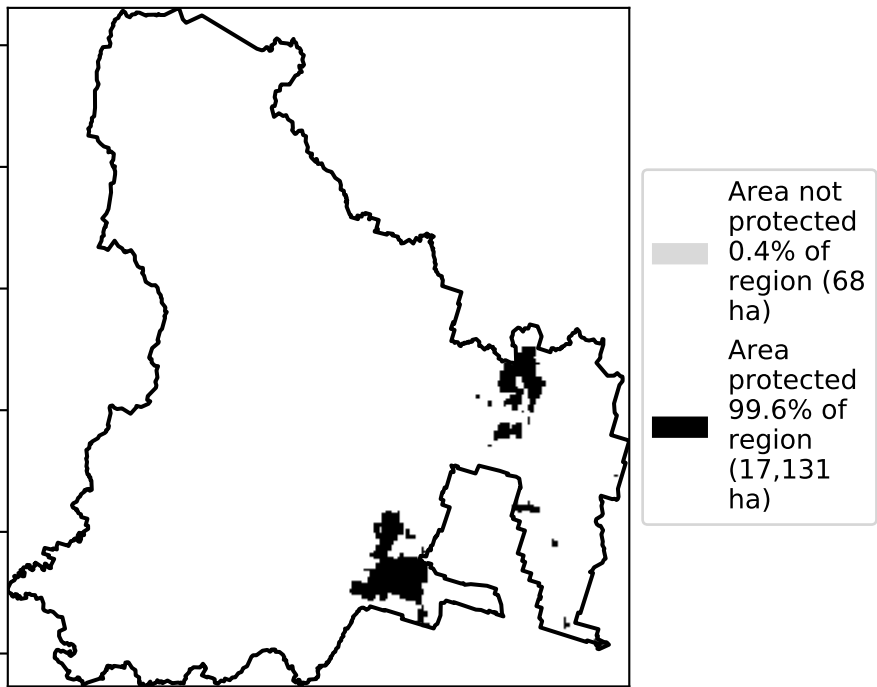 Area not
protected
0.4% of
region (68
ha)
Area
protected
99.6% of
region
(17,131
ha)